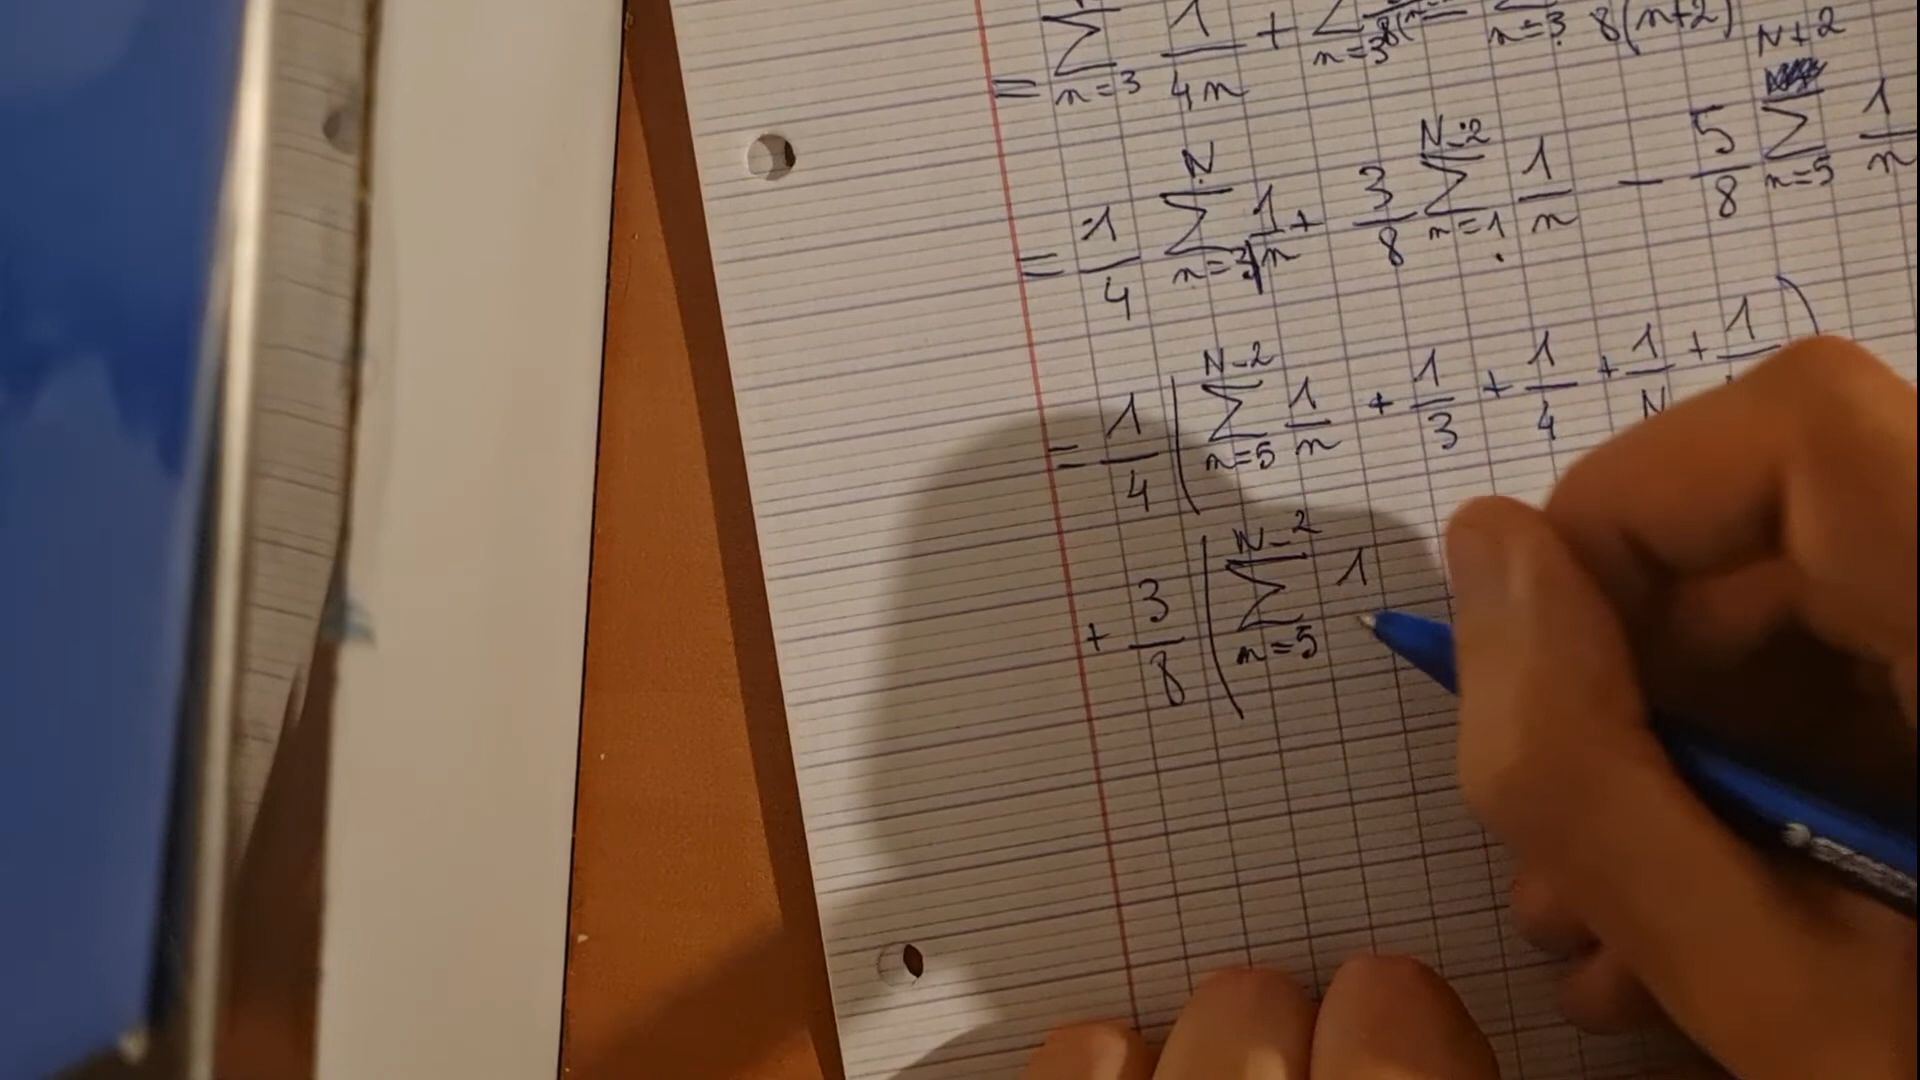 = ∑ n=3 1/4n + ∑ n=3 8(n ∑ n=3 8(n+2)
= 1/4 ∑ n=3 N 1/n + 3/8 ∑ n=1 N-2 1/n - 5/8 ∑ n=5 N+2 1/n
= 1/4 ( ∑ n=5 N-2 1/n + 1/3 + 1/4 + 1/N + 1 )
+ 3/8 ( ∑ n=5 N-2 1